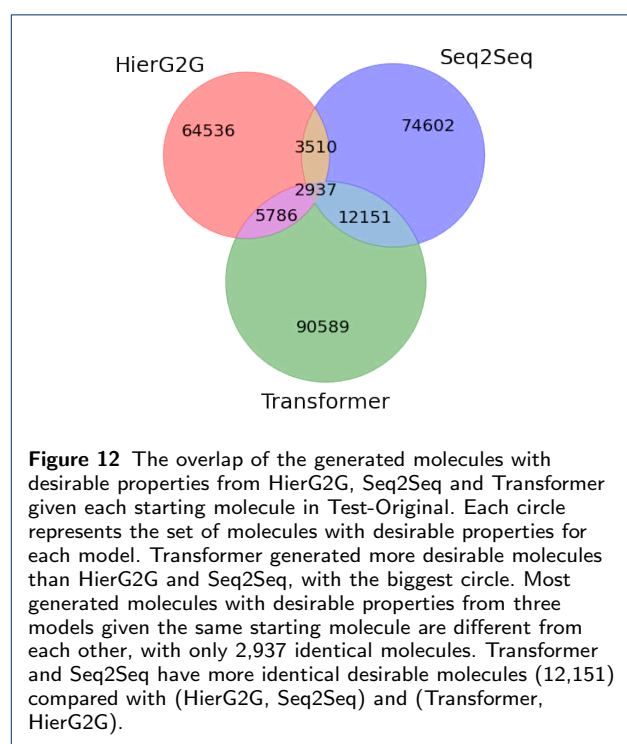 HierG2G
Seq2Seq
64536
74602
3510
2937
5786
12151
90589
Transformer
Figure 12 The overlap of the generated molecules with
desirable properties from HierG2G, Seq2Seq and Transformer
given each starting molecule in Test-Original. Each circle
represents the set of molecules with desirable properties for
each model. Transformer generated more desirable molecules
than HierG2G and Seq2Seq, with the biggest circle. Most
generated molecules with desirable properties from three
models given the same starting molecule are different from
each other, with only 2,937 identical molecules. Transformer
and Seq2Seq have more identical desirable molecules (12,151)
compared with (HierG2G, Seq2Seq) and (Transformer,
HierG2G).